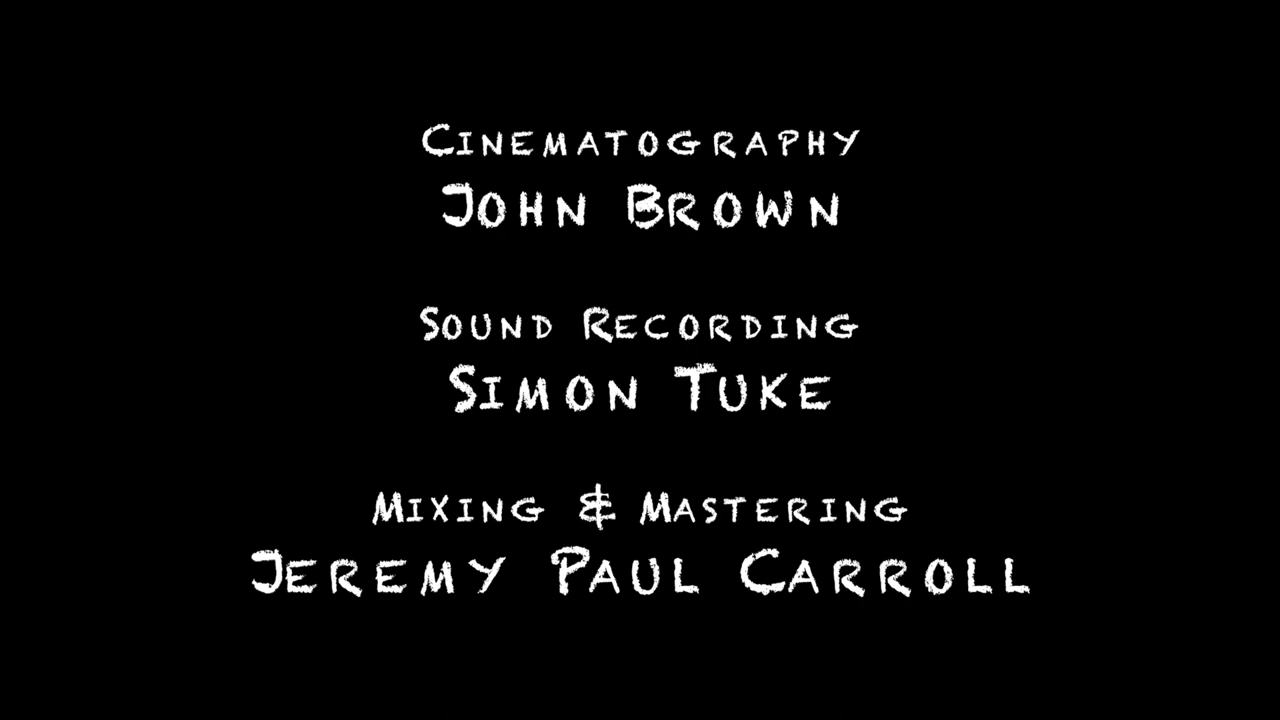 Cinematography
John Brown
Sound Recording
Simon Tuke
Mixing & Mastering
Jeremy Paul Carroll